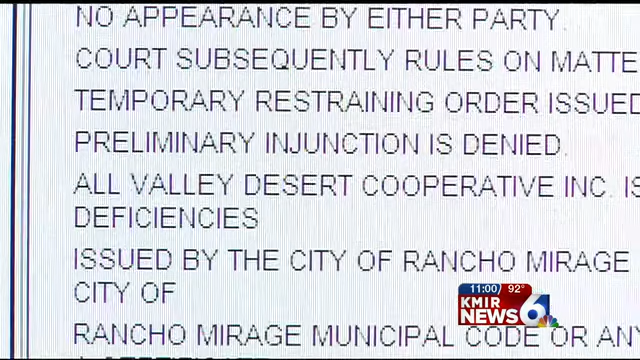 NO APPEARANCE BY EITHER PARTY.
COURT SUBSEQUENTLY RULES ON MATTE
TEMPORARY RESTRAINING ORDER ISSUED
PRELIMINARY INJUNCTION IS DENIED.
ALL VALLEY DESERT COOPERATIVE INC. IS
DEFICIENCIES
ISSUED BY THE CITY OF RANCHO MIRAGE
CITY OF
RANCHO MIRAGE MUNICIPAL CODE OR ANY
11:00 92°
KMIR
NEWS 6